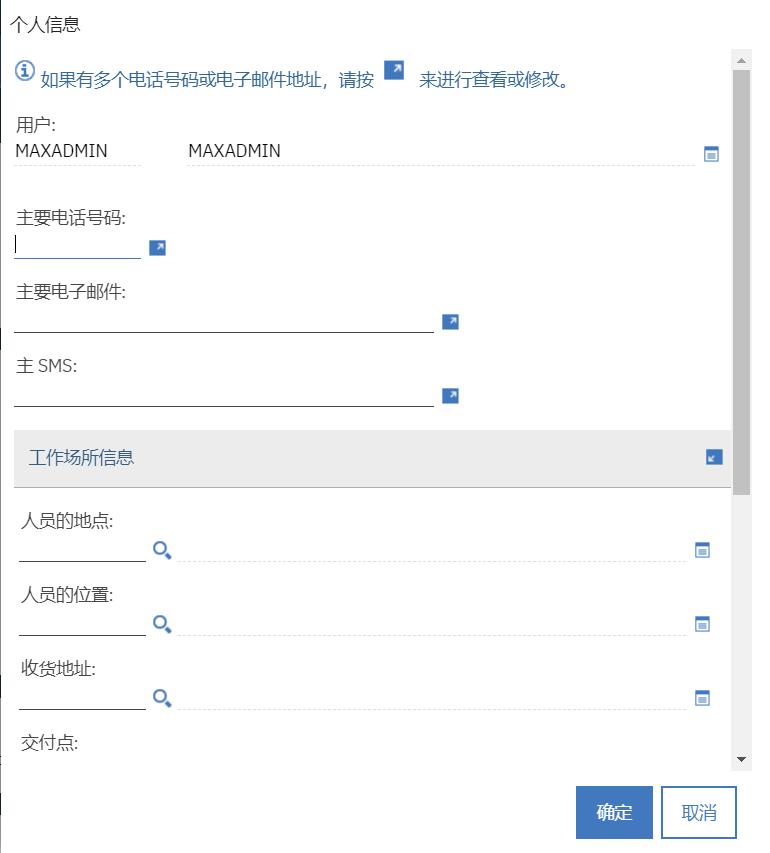 个人信息
如果有多个电话号码或电子邮件地址，请按 来进行查看或修改。
用户:
MAXADMIN MAXADMIN
主要电话号码:
主要电子邮件:
主 SMS:
工作场所信息
人员的地点:
人员的位置:
收货地址:
交付点:
确定 取消